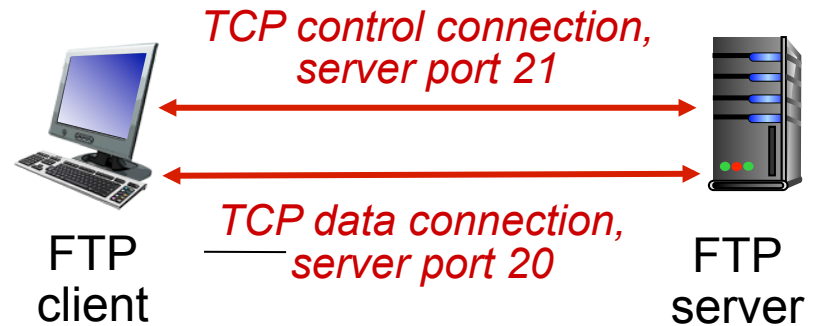 TCP control connection,
server port 21
TCP data connection,
server port 20
FTP
client
FTP
server